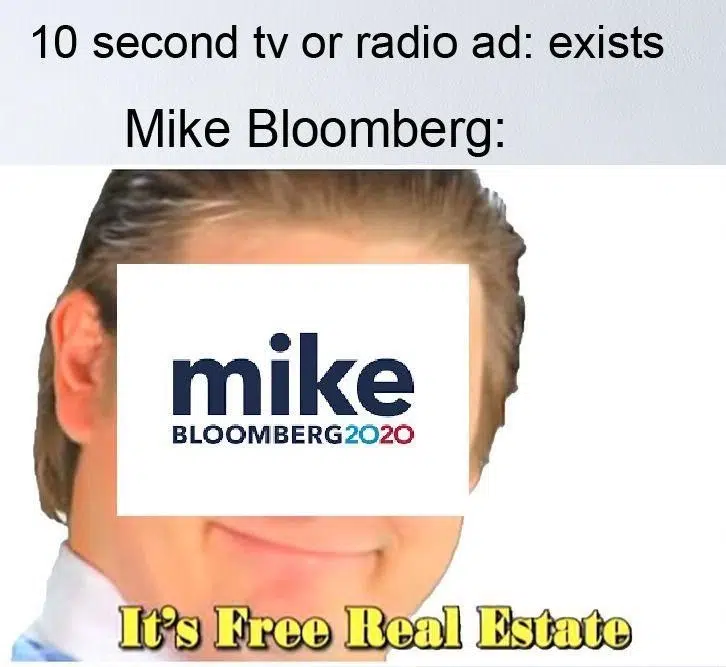 10 second tv or radio ad: exists
Mike Bloomberg:
mike
BLOOMBERG2020
It's Free Real Estate